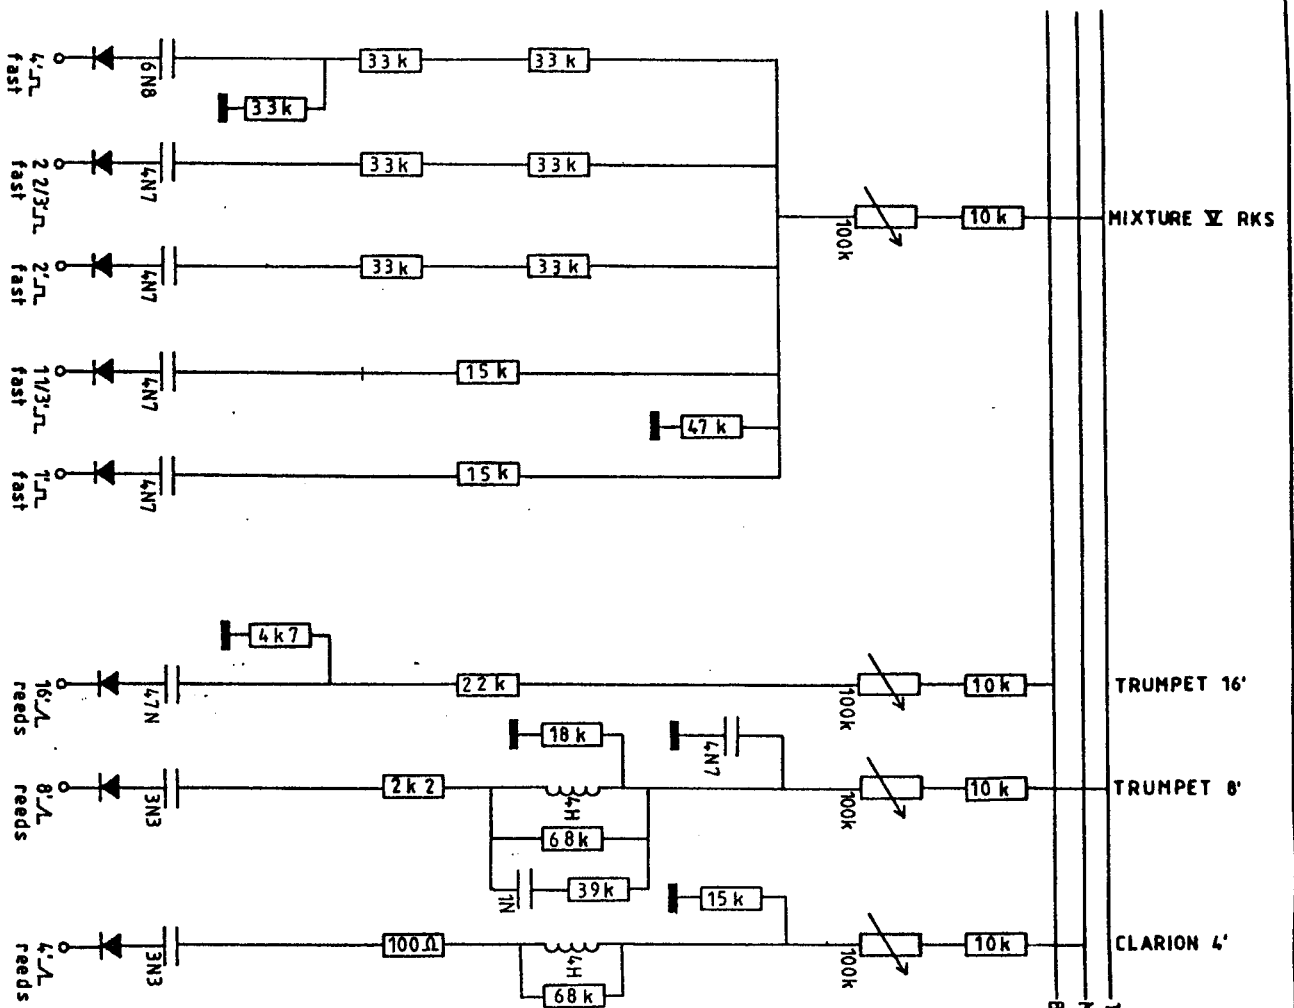 4'
fast
6N8
33k
33k
33k
2 2/3'
fast
4N7
33k
33k
100k
10k
MIXTURE V RKS
2'
fast
4N7
33k
33k
1 1/3'
fast
4N7
15k
47k
1'
fast
4N7
15k
4k7
16'
reeds
47N
22k
100k
10k
TRUMPET 16'
18k
4N7
8'
reeds
3N3
2k2
4H
100k
10k
TRUMPET 8'
68k
1N
39k
15k
4'
reeds
3N3
100Ω
4H
100k
10k
CLARION 4'
68k